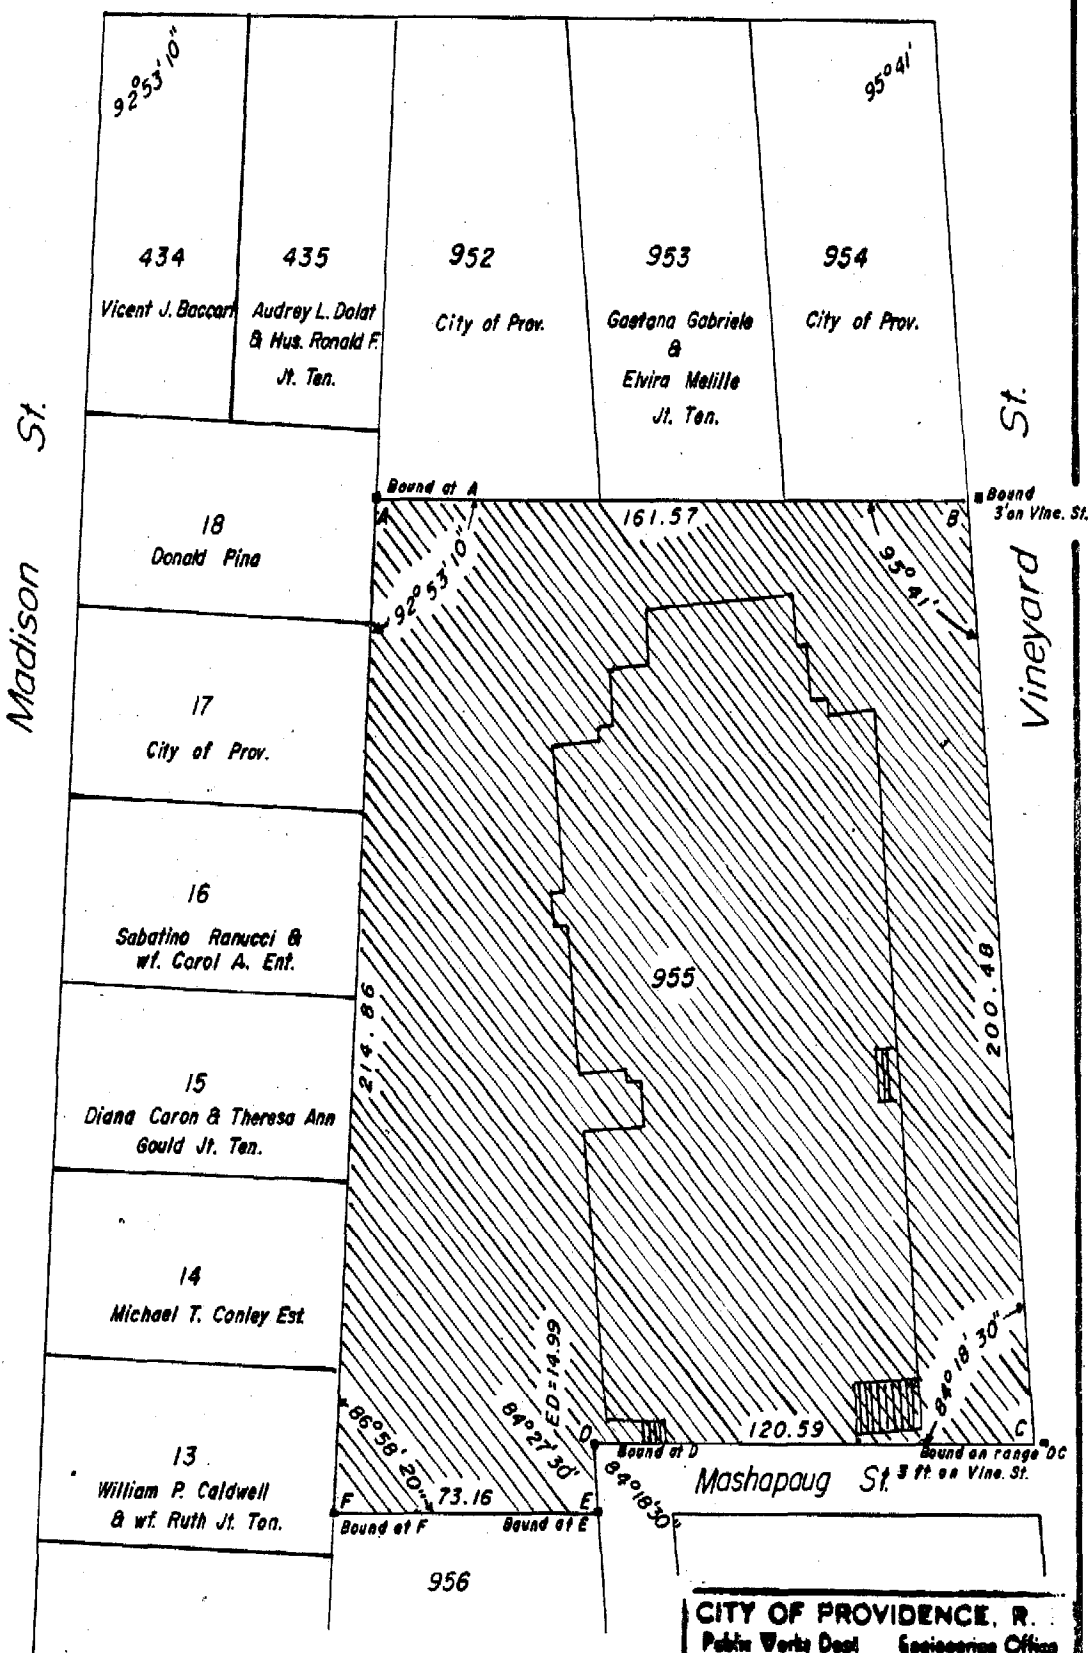 92°53'10"
95°41'
434
Vicent J. Baccari
435
Audrey L. Dolat
& Hus. Ronald F.
Jt. Ten.
952
City of Prov.
953
Gaetana Gabriele
&
Elvira Melille
Jt. Ten.
954
City of Prov.
Madison St.
Vineyard St.
Bound at A
A
161.57
B
Bound
3' on Vine. St.
92°53'10"
95°41'
18
Donald Pina
17
City of Prov.
16
Sabatino Ranucci &
wf. Carol A. Ent.
15
Diana Caron & Theresa Ann
Gould Jt. Ten.
14
Michael T. Conley Est.
13
William P. Caldwell
& wf. Ruth Jt. Ten.
955
214.86
200.48
ED=14.99
84°27'30"
86°58'20"
84°18'30"
D
120.59
C
Bound at D
Bound on range DC
3 ft. on Vine. St.
Mashapaug St.
84°18'30"
F
73.16
E
Bound at F
Bound at E
956
CITY OF PROVIDENCE, R.
Public Works Dept Engineering Office